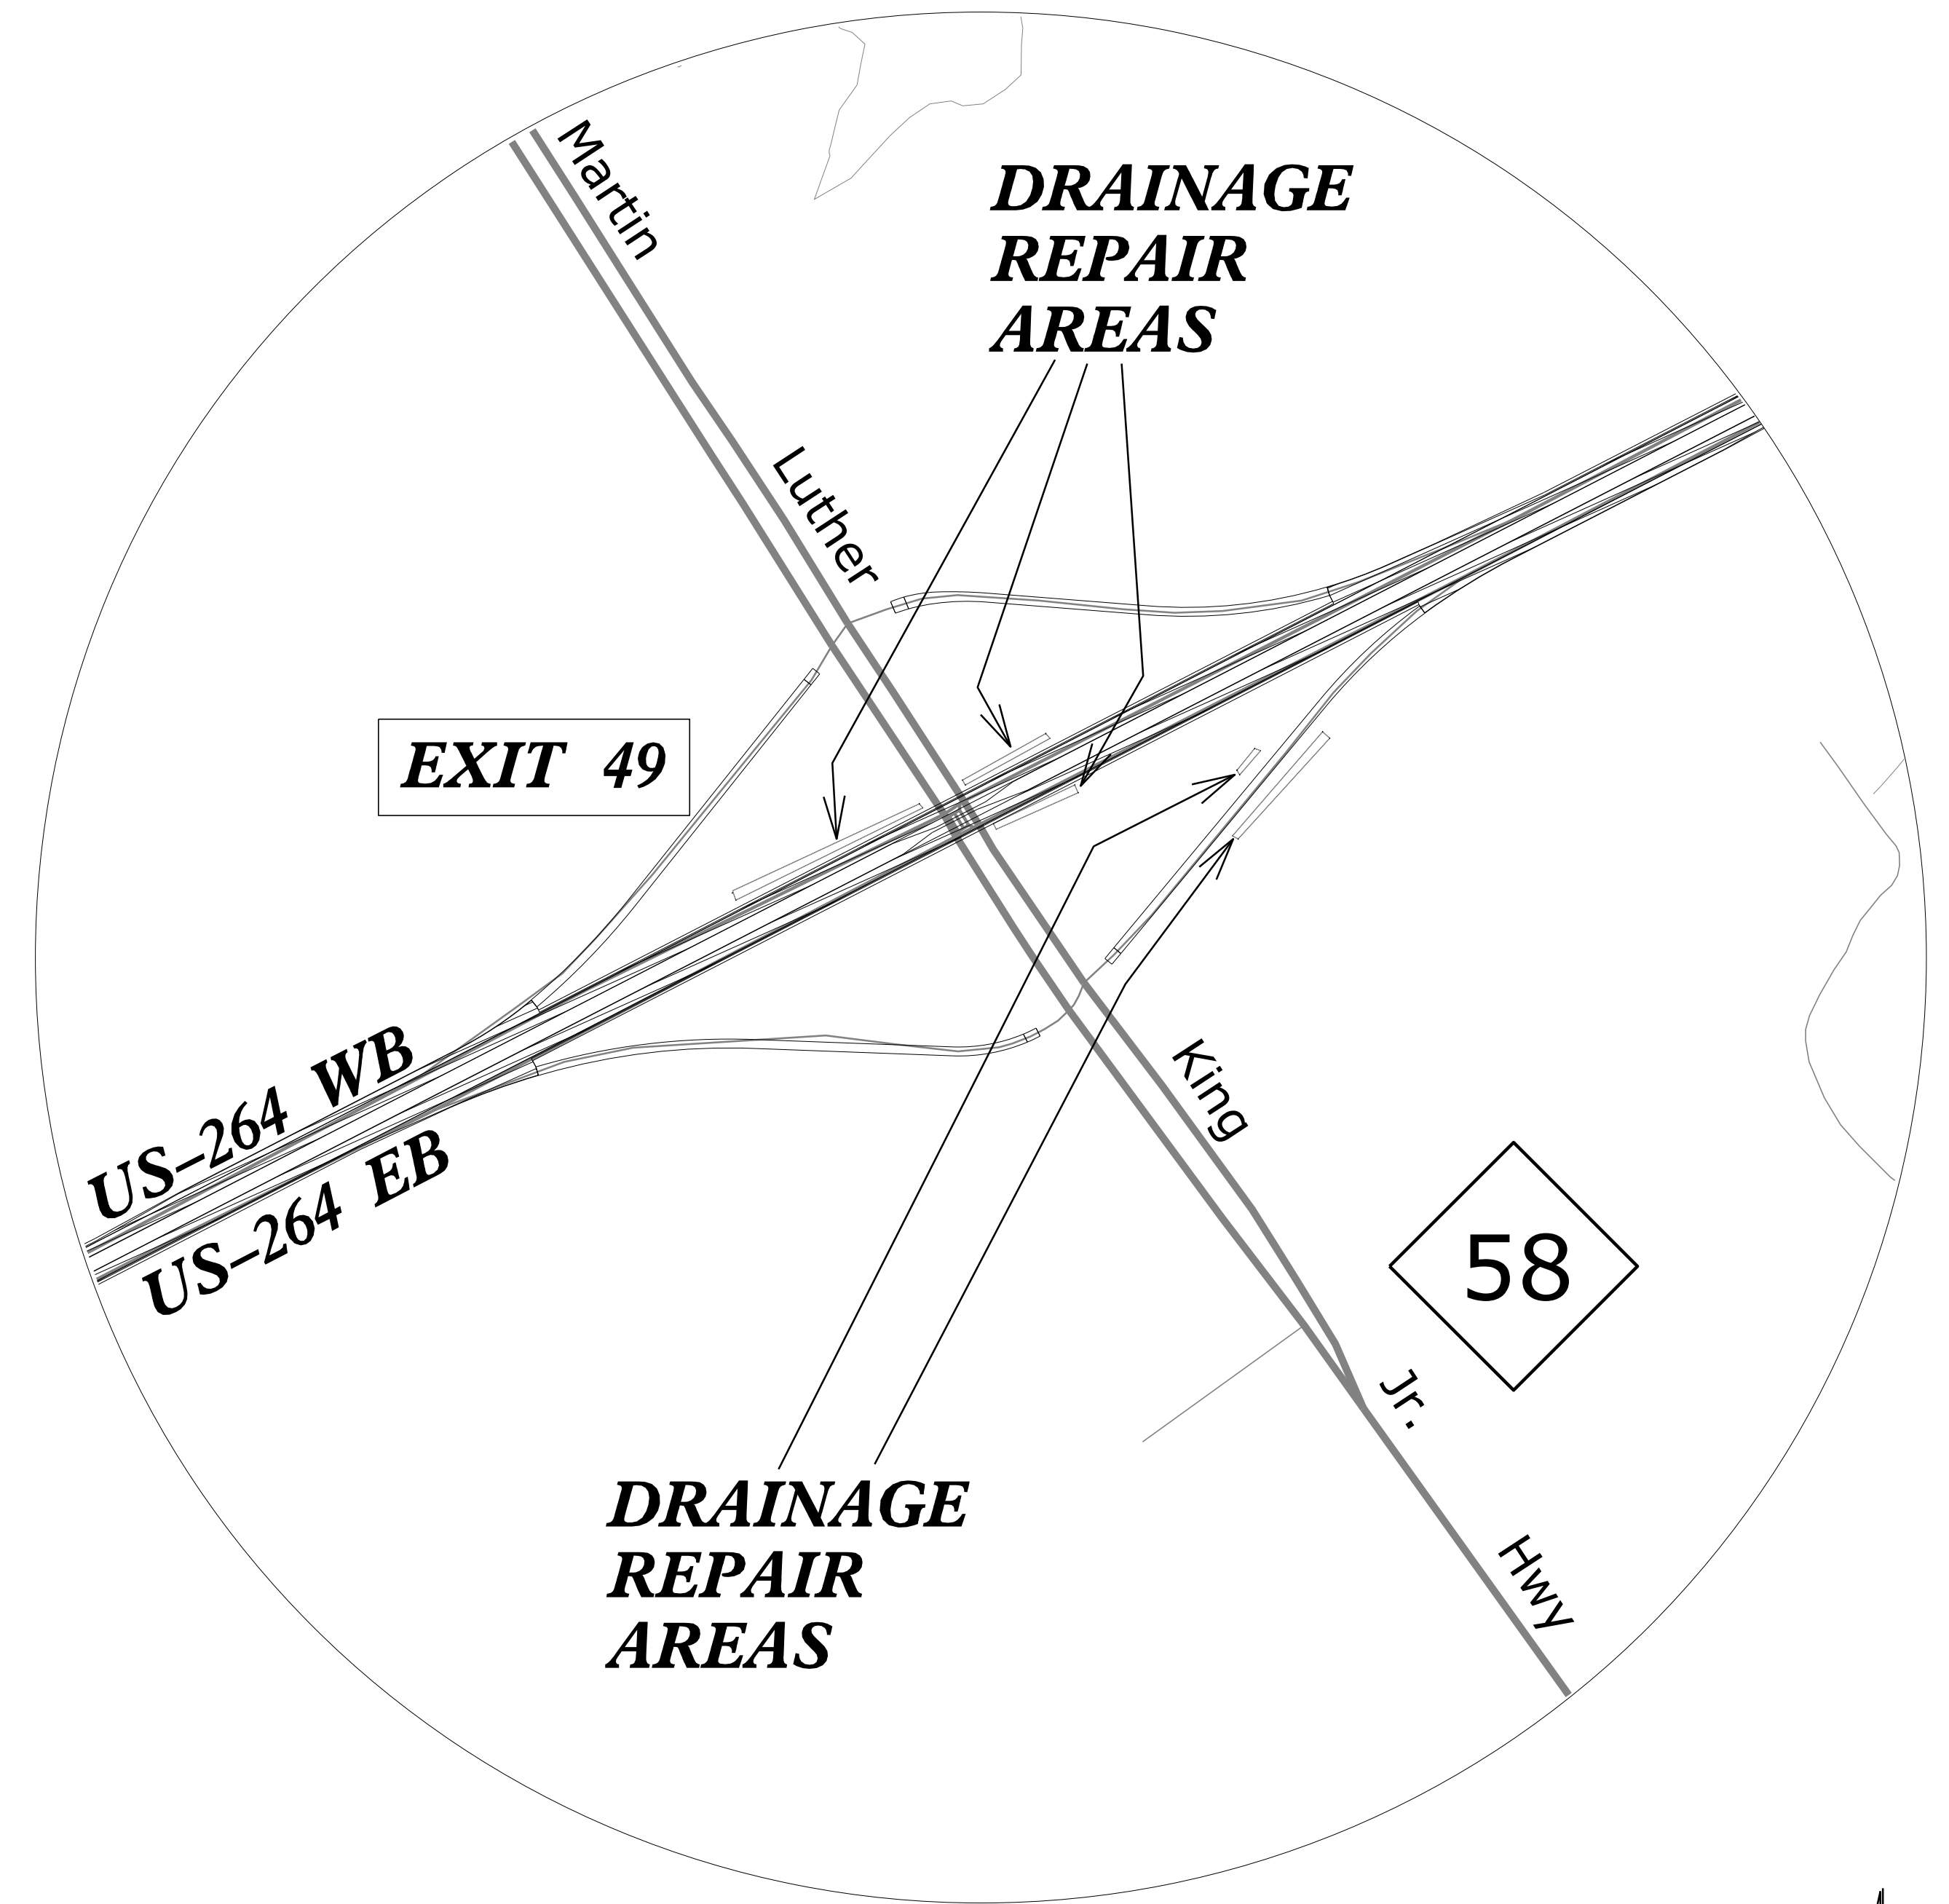 Martin
Luther
King
Jr.
Hwy
DRAINAGE
REPAIR
AREAS
EXIT 49
US-264 WB
US-264 EB
58
DRAINAGE
REPAIR
AREAS